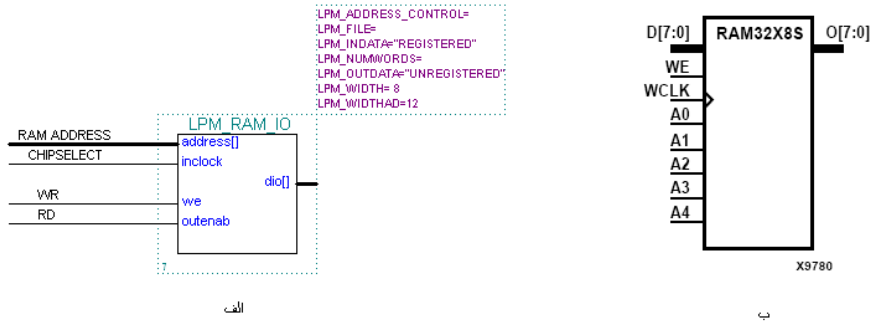 LPM_ADDRESS_CONTROL=
LPM_FILE=
LPM_INDATA="REGISTERED"
LPM_NUMWORDS=
LPM_OUTDATA="UNREGISTERED"
LPM_WIDTH= 8
LPM_WIDTHAD=12
LPM_RAM_IO
RAM ADDRESS
address[]
CHIPSELECT
inclock
dio[]
WR
we
RD
outenab
7
الف
D[7:0]
RAM32X8S
O[7:0]
WE
WCLK
A0
A1
A2
A3
A4
X9780
ب